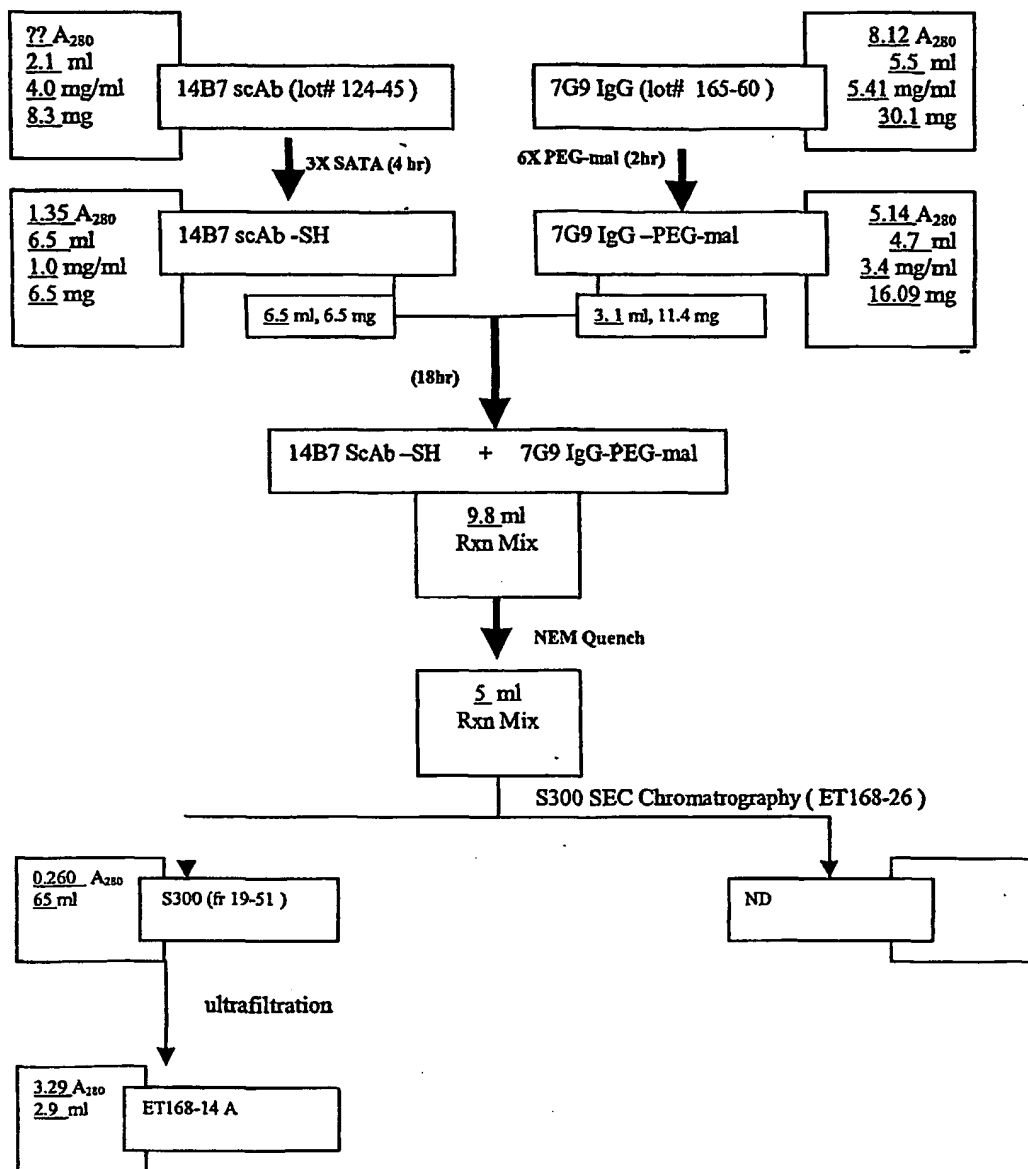 ?? A280
2.1 ml
4.0 mg/ml
8.3 mg
14B7 scAb (lot# 124-45)
7G9 IgG (lot# 165-60 )
8.12 A280
5.5 ml
5.41 mg/ml
30.1 mg
3X SATA (4 hr)
6X PEG-mal (2hr)
1.35 A280
6.5 ml
1.0 mg/ml
6.5 mg
14B7 scAb -SH
7G9 IgG –PEG-mal
5.14 A280
4.7 ml
3.4 mg/ml
16.09 mg
6.5 ml, 6.5 mg
3.1 ml, 11.4 mg
(18hr)
14B7 ScAb –SH + 7G9 IgG-PEG-mal
9.8 ml
Rxn Mix
NEM Quench
5 ml
Rxn Mix
S300 SEC Chromatrography ( ET168-26 )
0.260 A280
65 ml
S300 (fr 19-51 )
ND
ultrafiltration
3.29 A280
2.9 ml
ET168-14 A